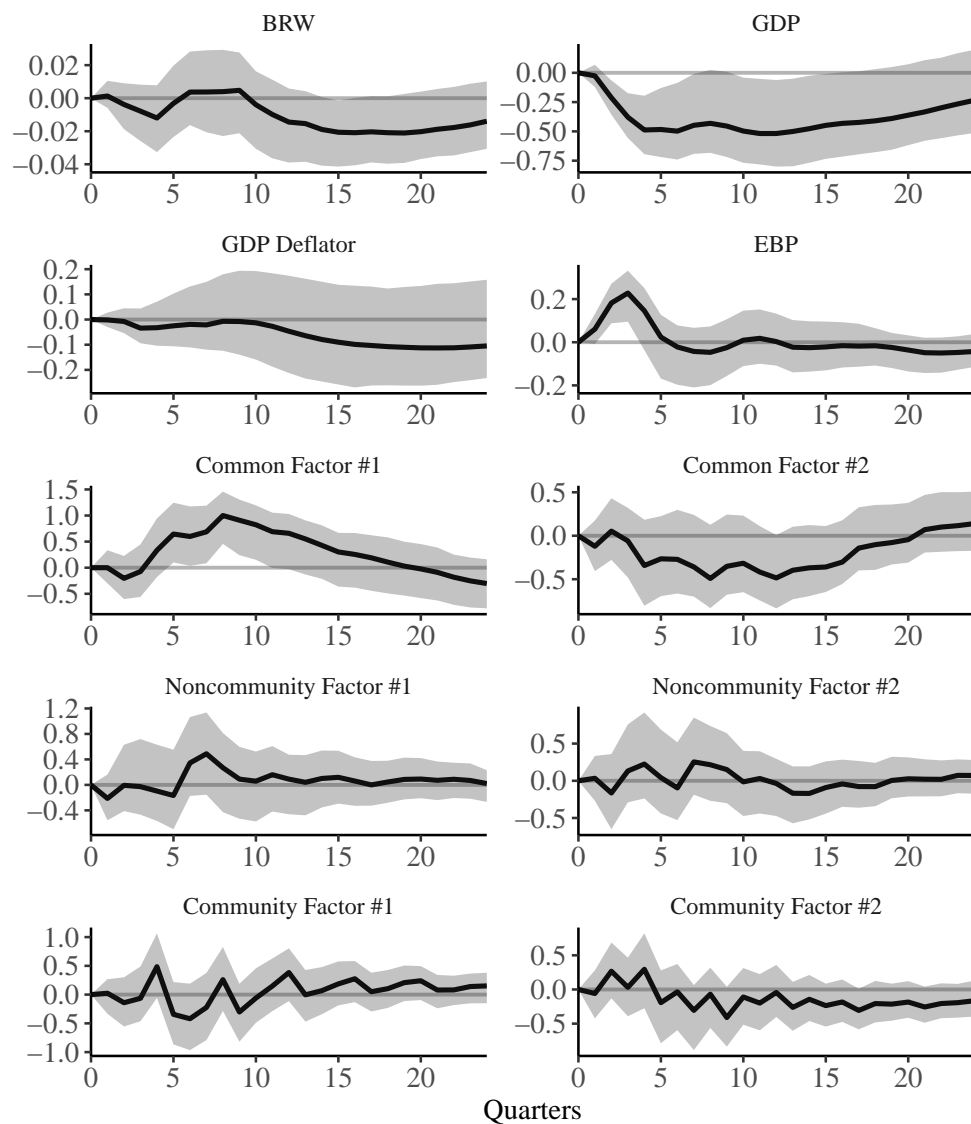 BRW
GDP
0.02
0.00
−0.02
−0.04
0 5 10 15 20
0.00
−0.25
−0.50
−0.75
0 5 10 15 20
GDP Deflator
EBP
0.2
0.1
0.0
−0.1
−0.2
0 5 10 15 20
0.2
0.0
−0.2
0 5 10 15 20
Common Factor #1
Common Factor #2
1.5
1.0
0.5
0.0
−0.5
0 5 10 15 20
0.5
0.0
−0.5
0 5 10 15 20
Noncommunity Factor #1
Noncommunity Factor #2
1.2
0.8
0.4
0.0
−0.4
0 5 10 15 20
0.5
0.0
−0.5
0 5 10 15 20
Community Factor #1
Community Factor #2
1.0
0.5
0.0
−0.5
−1.0
0 5 10 15 20
0.5
0.0
−0.5
0 5 10 15 20
Quarters